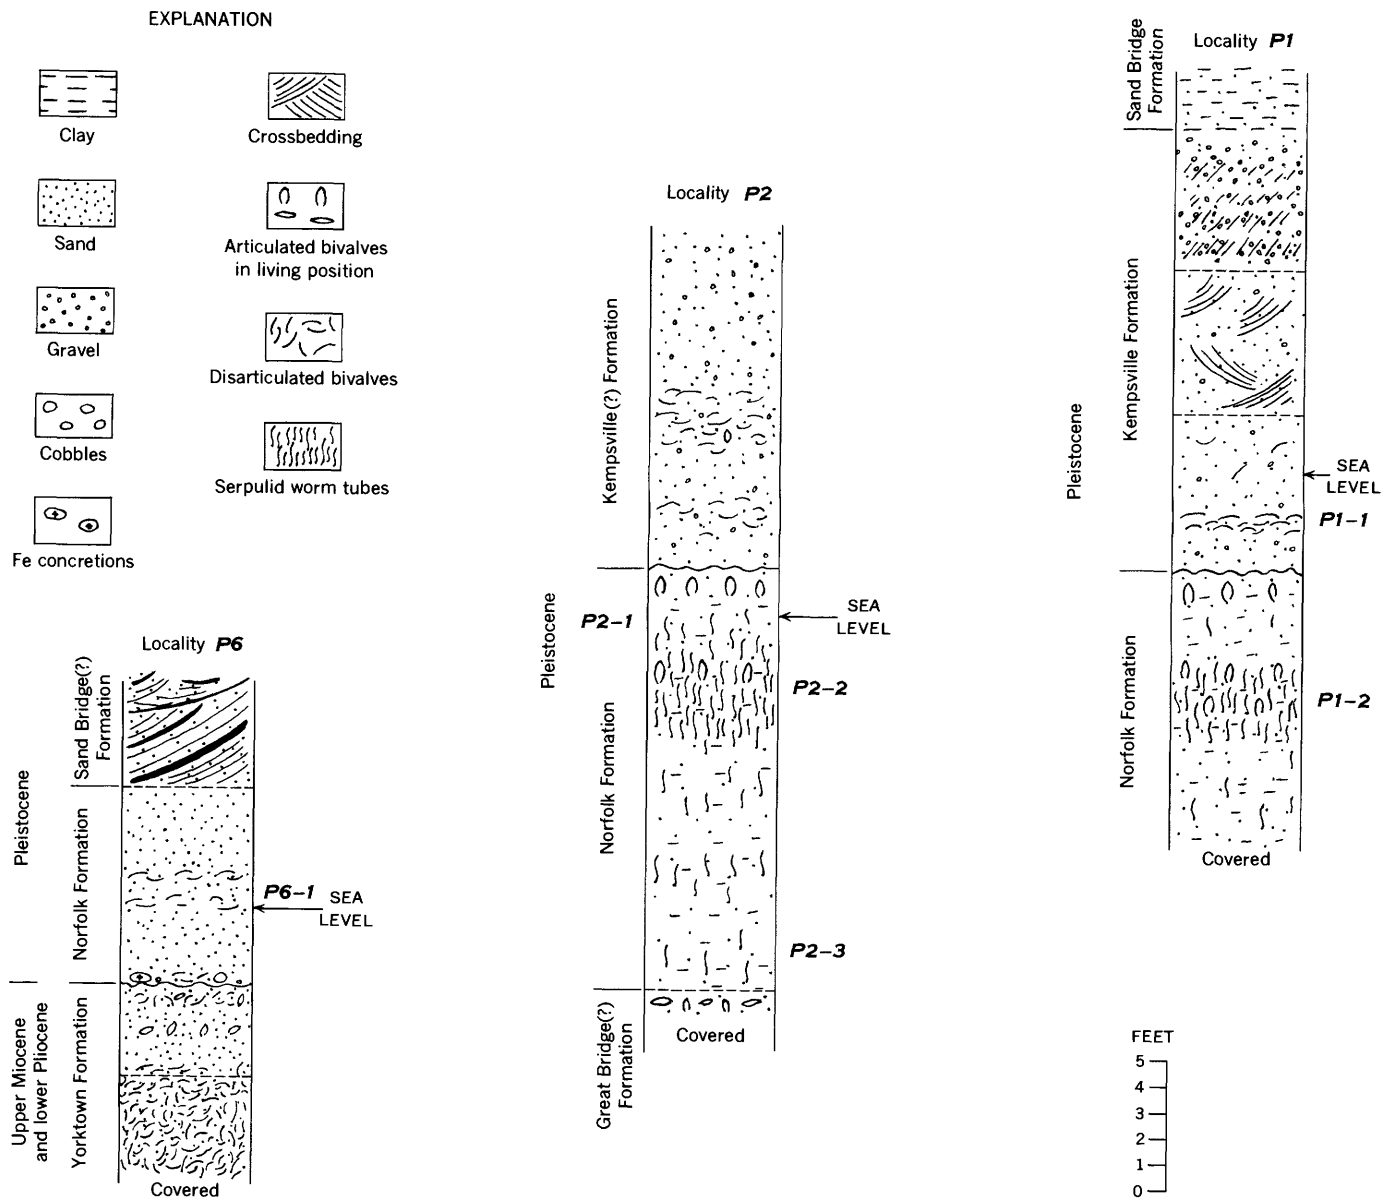 EXPLANATION
Clay
Sand
Gravel
Cobbles
Fe concretions
Crossbedding
Articulated bivalves
in living position
Disarticulated bivalves
Serpulid worm tubes
Locality P6
Pleistocene
Sand Bridge(?)
Formation
Norfolk Formation
P6-1
SEA
LEVEL
Upper Miocene
and lower Pliocene
Yorktown Formation
Covered
Locality P2
Pleistocene
Kempsville(?) Formation
P2-1
SEA
LEVEL
P2-2
Norfolk Formation
P2-3
Great Bridge(?)
Formation
Covered
Locality P1
Sand Bridge
Formation
Pleistocene
Kempsville Formation
SEA
LEVEL
P1-1
Norfolk Formation
P1-2
Covered
FEET
5
4
3
2
1
0